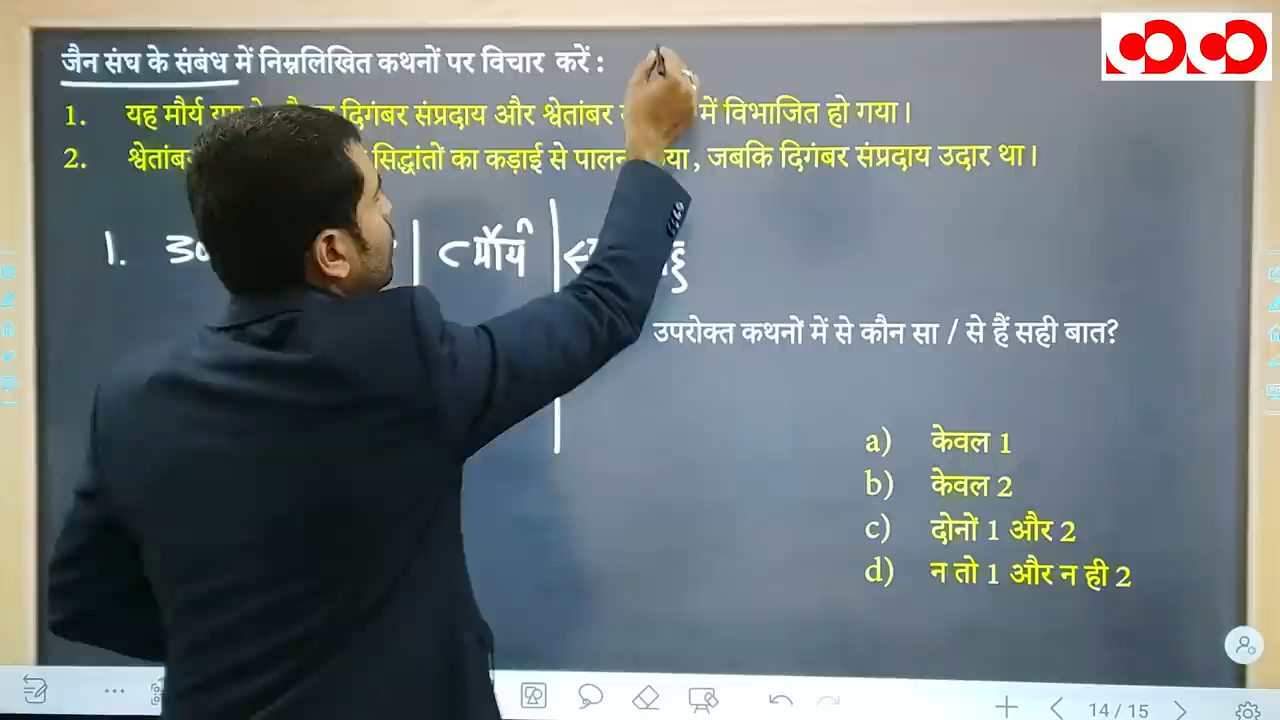 जैन संघ के संबंध में निम्नलिखित कथनों पर विचार करें :
1. यह मौर्य दिगंबर संप्रदाय और श्वेतांबर में विभाजित हो गया।
2. सिद्धांतों का कड़ाई से पालन , जबकि दिगंबर संप्रदाय उदार था।
1. मौर्य
उपरोक्त कथनों में से कौन सा / से हैं सही बात?
a) केवल 1
b) केवल 2
c) दोनों 1 और 2
d) न तो 1 और न ही 2
14 / 15